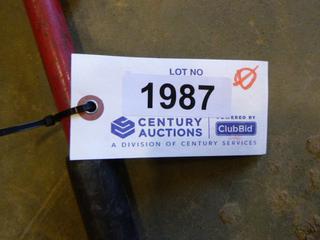 LOT NO
1987
CENTURY AUCTIONS
POWERED BY
ClubBid
A DIVISION OF CENTURY SERVICES